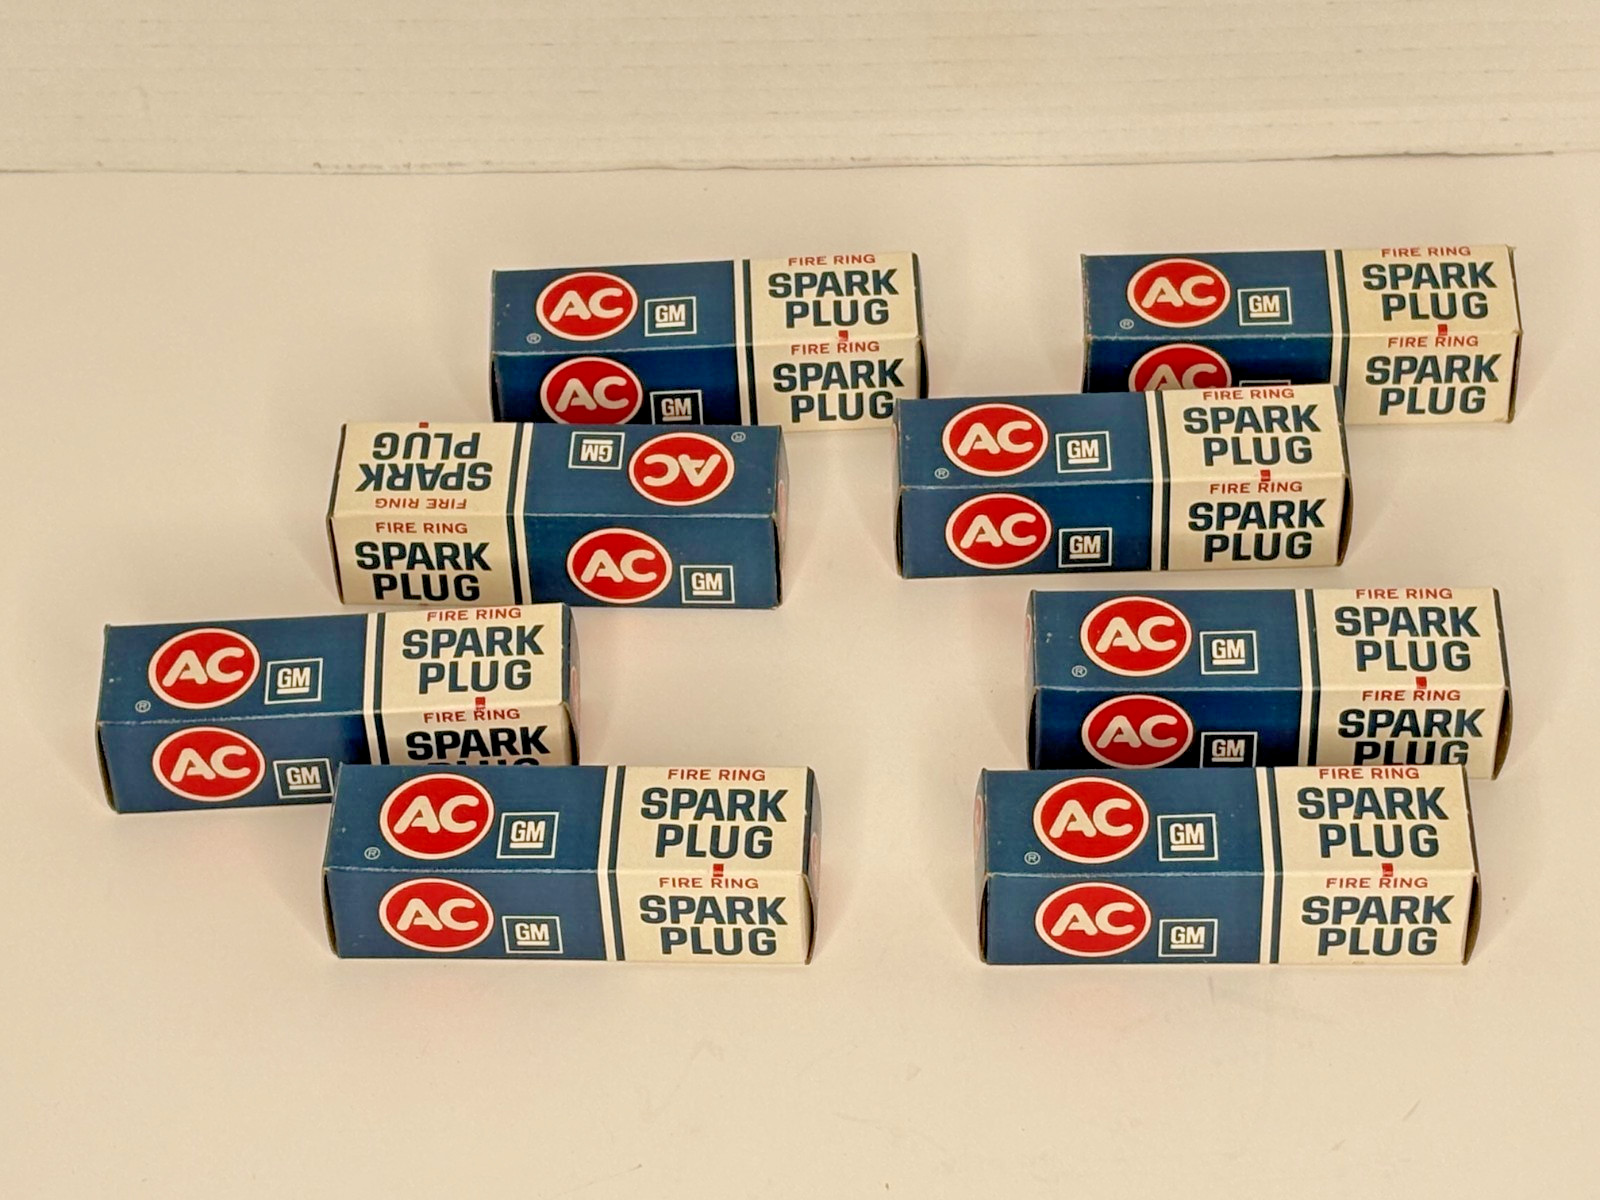 AC GM FIRE RING
SPARK
PLUG
®
AC GM FIRE RING
SPARK
PLUG
AC GM FIRE RING
SPARK
PLUG
®
AC FIRE RING
SPARK
PLUG
SPARK
PLUG
FIRE RING
AC GM
®
FIRE RING
SPARK
PLUG
AC GM
AC GM FIRE RING
SPARK
PLUG
®
AC GM FIRE RING
SPARK
PLUG
AC GM FIRE RING
SPARK
PLUG
®
AC GM FIRE RING
SPARK
PLUG
AC GM FIRE RING
SPARK
PLUG
®
AC GM FIRE RING
SPARK
PLUG
AC GM FIRE RING
SPARK
PLUG
®
AC GM FIRE RING
SPARK
PLUG
AC GM FIRE RING
SPARK
PLUG
®
AC GM FIRE RING
SPARK
PLUG